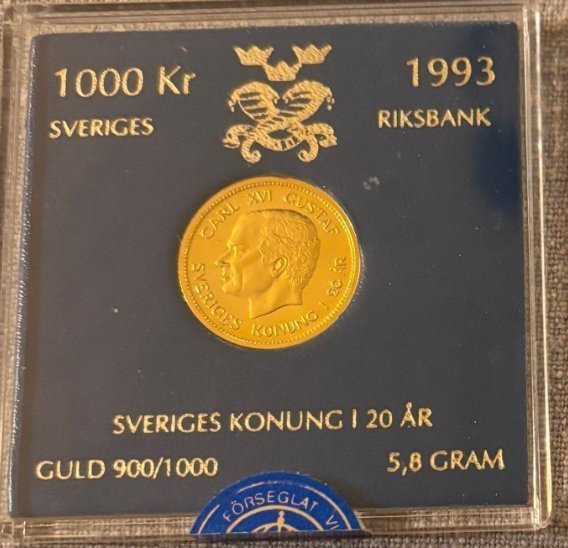 1000 Kr
1993
SVERIGES
RIKSBANK
CARL XVI GUSTAF
SVERIGES KONUNG I 20 ÅR
SVERIGES KONUNG I 20 ÅR
GULD 900/1000
5,8 GRAM
FÖRSEGLAT